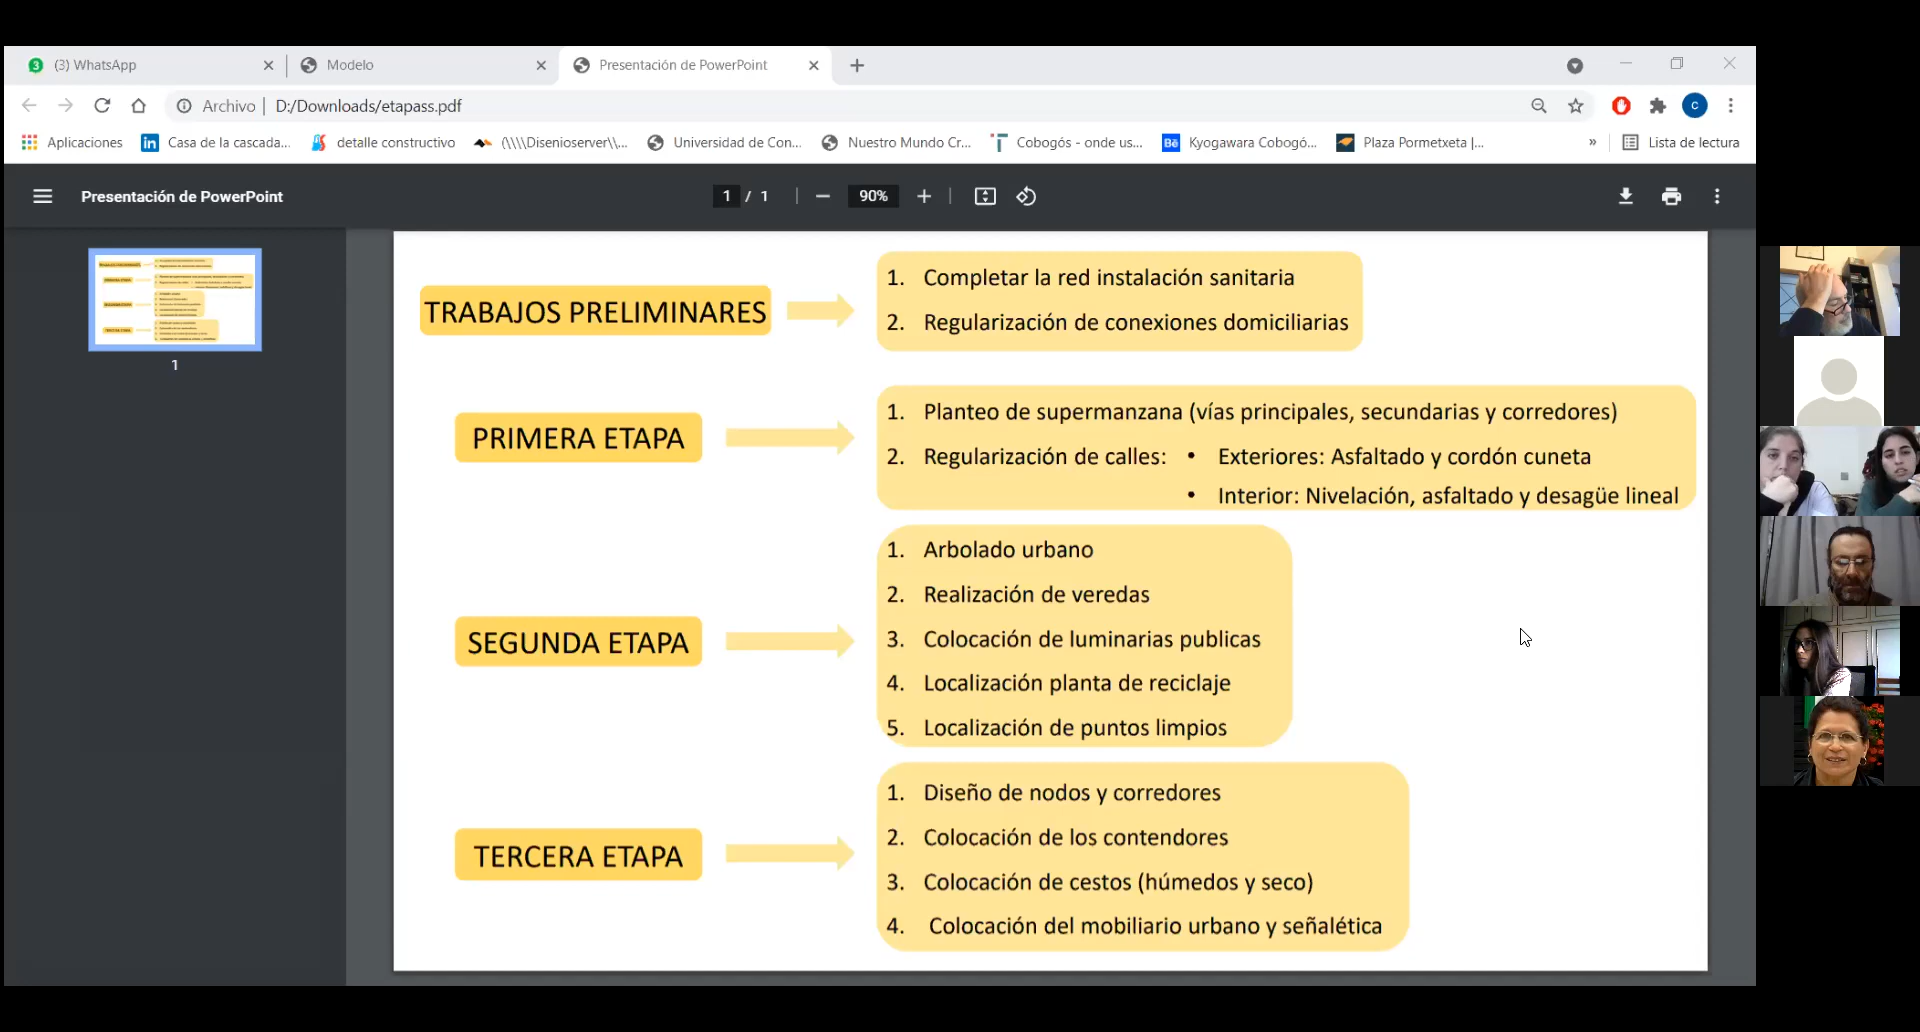 3 (3) WhatsApp
Modelo
Presentación de PowerPoint
Archivo | D:/Downloads/etapass.pdf
C
Aplicaciones
Casa de la cascada...
detalle constructivo
(\\\\Disenioserver\\...
Universidad de Con...
Nuestro Mundo Cr...
Cobogós - onde us...
Kyogawara Cobogó...
Plaza Pormetxeta |...
»
Lista de lectura
Presentación de PowerPoint
1 / 1
90%
1
TRABAJOS PRELIMINARES
1. Completar la red instalación sanitaria
2. Regularización de conexiones domiciliarias
PRIMERA ETAPA
1. Planteo de supermanzana (vías principales, secundarias y corredores)
2. Regularización de calles: • Exteriores: Asfaltado y cordón cuneta
• Interior: Nivelación, asfaltado y desagüe lineal
SEGUNDA ETAPA
1. Arbolado urbano
2. Realización de veredas
3. Colocación de luminarias publicas
4. Localización planta de reciclaje
5. Localización de puntos limpios
TERCERA ETAPA
1. Diseño de nodos y corredores
2. Colocación de los contendores
3. Colocación de cestos (húmedos y seco)
4. Colocación del mobiliario urbano y señalética